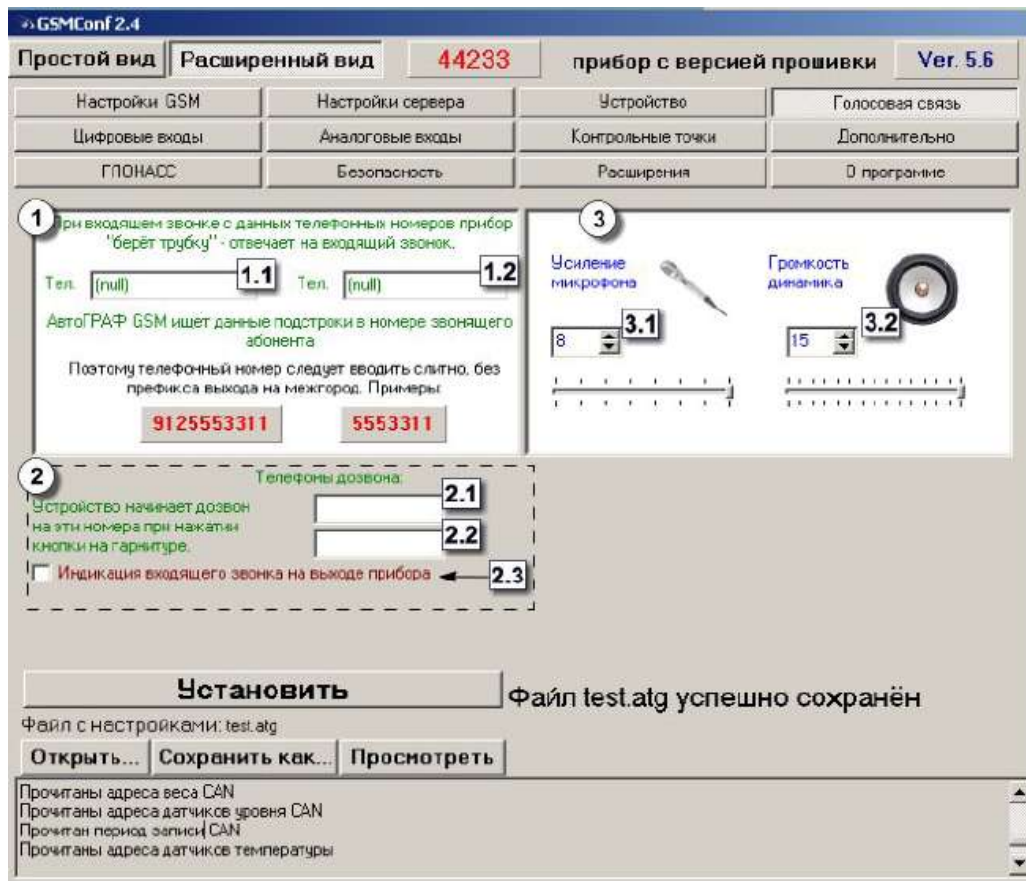 GSMConf 2.4
Простой вид Расширенный вид 44233 прибор с версией прошивки Ver. 5.6
Настройки GSM Настройки сервера Устройство Голосовая связь
Цифровые входы Аналоговые входы Контрольные точки Дополнительно
ГЛОНАСС Безопасность Расширения О программе
1
При входящем звонке с данных телефонных номеров прибор
"берёт трубку" - отвечает на входящий звонок.
Тел. (null) 1.1 Тел. (null) 1.2
АвтоГРАФ GSM ищет данные подстроки в номере звонящего
абонента
Поэтому телефонный номер следует вводить слитно, без
префикса выхода на межгород. Примеры:
9125553311 5553311
3
Усиление
микрофона
8 3.1
Громкость
динамика
15 3.2
2
Телефоны дозвона:
Устройство начинает дозвон
на эти номера при нажатии
кнопки на гарнитуре.
2.1
2.2
Индикация входящего звонка на выходе прибора 2.3
Установить
Файл test.atg успешно сохранён
Файл с настройками: test.atg
Открыть... Сохранить как... Просмотреть
Прочитаны адреса веса CAN
Прочитаны адреса датчиков уровня CAN
Прочитан период записи CAN
Прочитаны адреса датчиков температуры